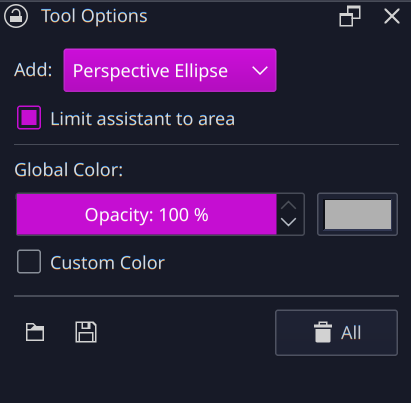 Tool Options
Add: Perspective Ellipse
Limit assistant to area
Global Color:
Opacity: 100 %
Custom Color
All